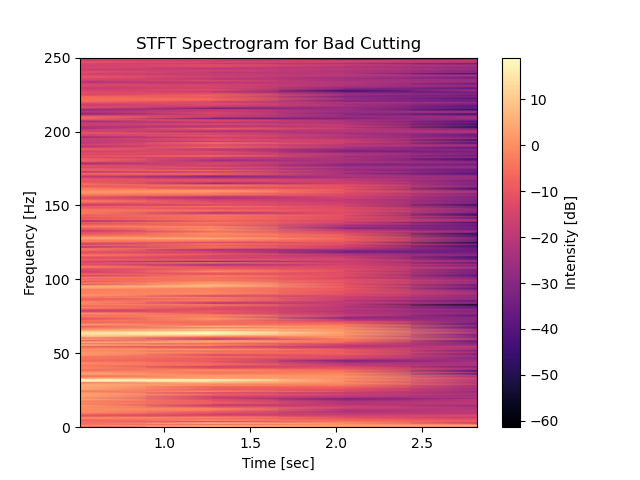 STFT Spectrogram for Bad Cutting
250
200
150
100
50
0
Frequency [Hz]
1.0 1.5 2.0 2.5
Time [sec]
10
0
−10
−20
−30
−40
−50
−60
Intensity [dB]